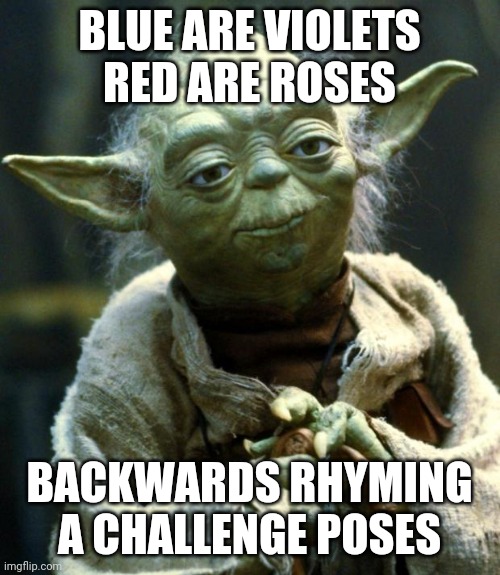 BLUE ARE VIOLETS
RED ARE ROSES
BACKWARDS RHYMING
A CHALLENGE POSES
imgflip.com